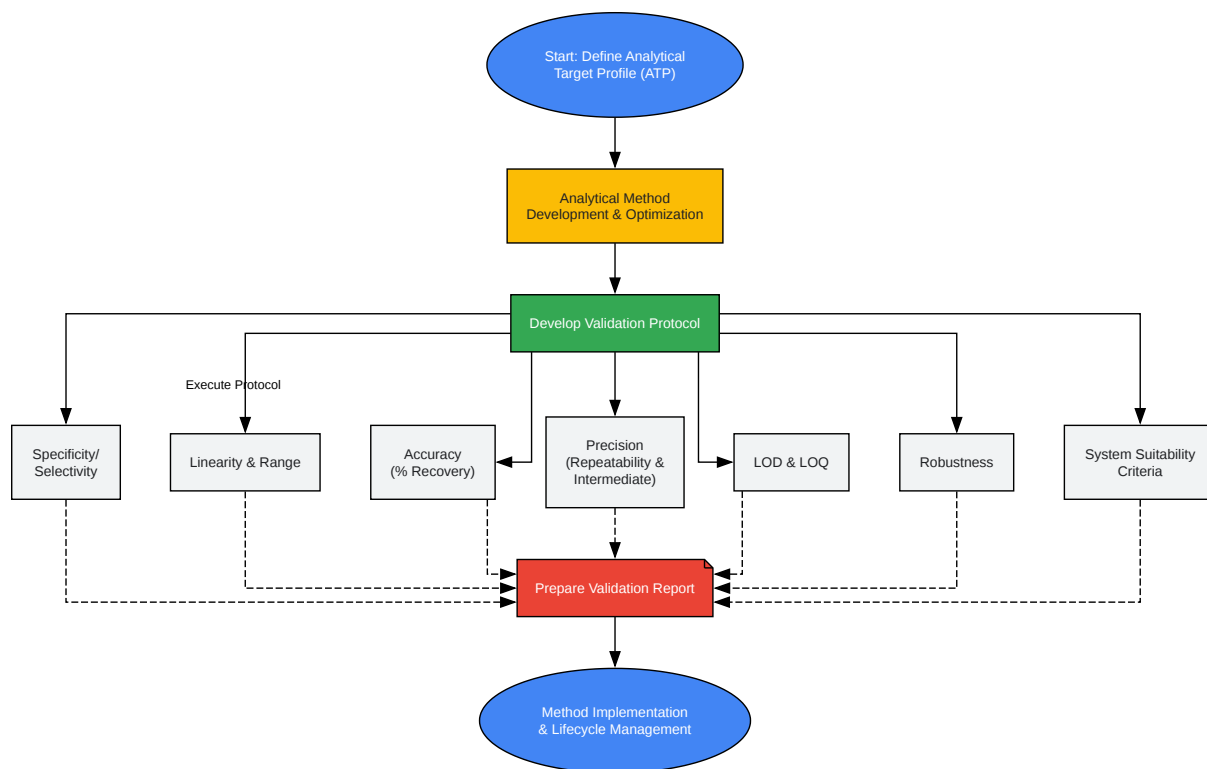 Start: Define Analytical
Target Profile (ATP)
Analytical Method
Development & Optimization
Develop Validation Protocol
Execute Protocol
Specificity/
Selectivity
Linearity & Range
Accuracy
(% Recovery)
Precision
(Repeatability &
Intermediate)
LOD & LOQ
Robustness
System Suitability
Criteria
Prepare Validation Report
Method Implementation
& Lifecycle Management